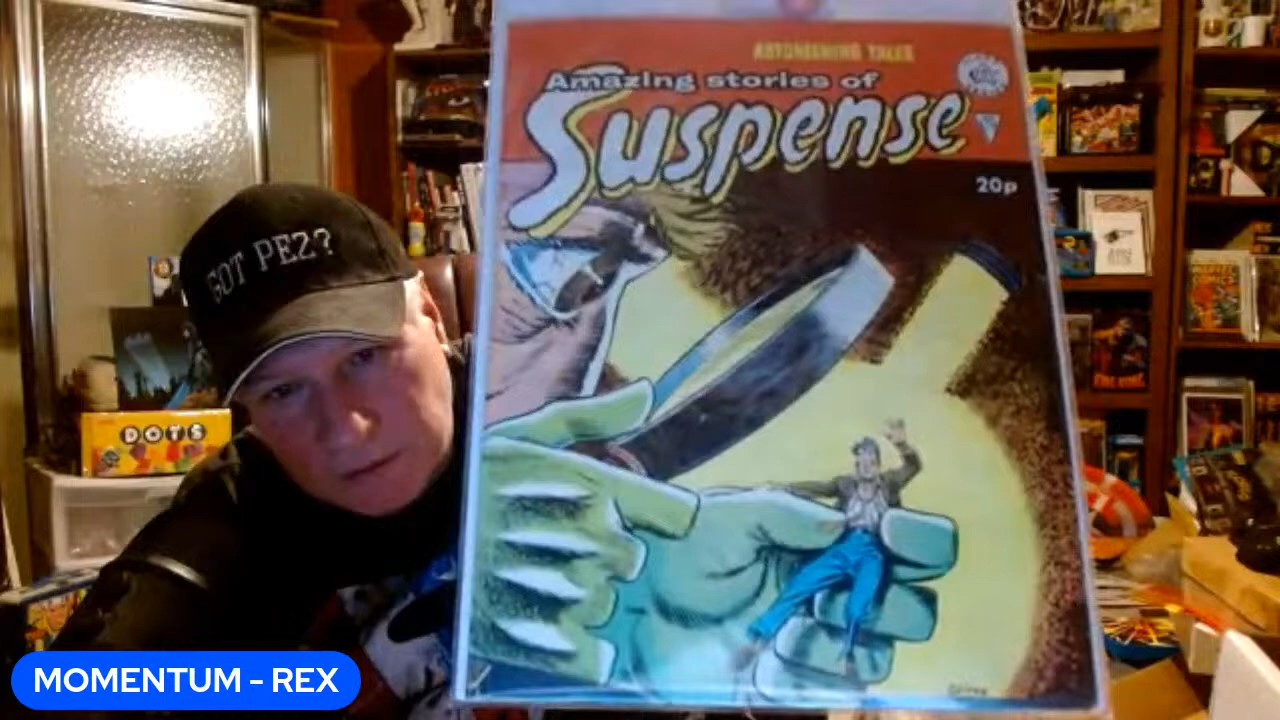 ASTONISHING TALES
Amazing stories of
Suspense
20p
GOT PEZ?
DOTS
MOMENTUM - REX